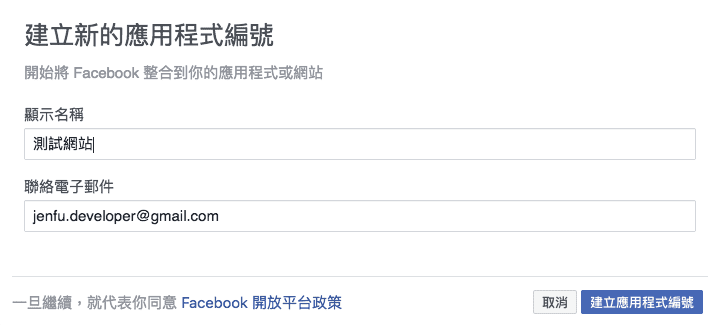 建立新的應用程式編號
開始將 Facebook 整合到你的應用程式或網站
顯示名稱
測試網站
聯絡電子郵件
jenfu.developer@gmail.com
一旦繼續，就代表你同意 Facebook 開放平台政策 取消 建立應用程式編號